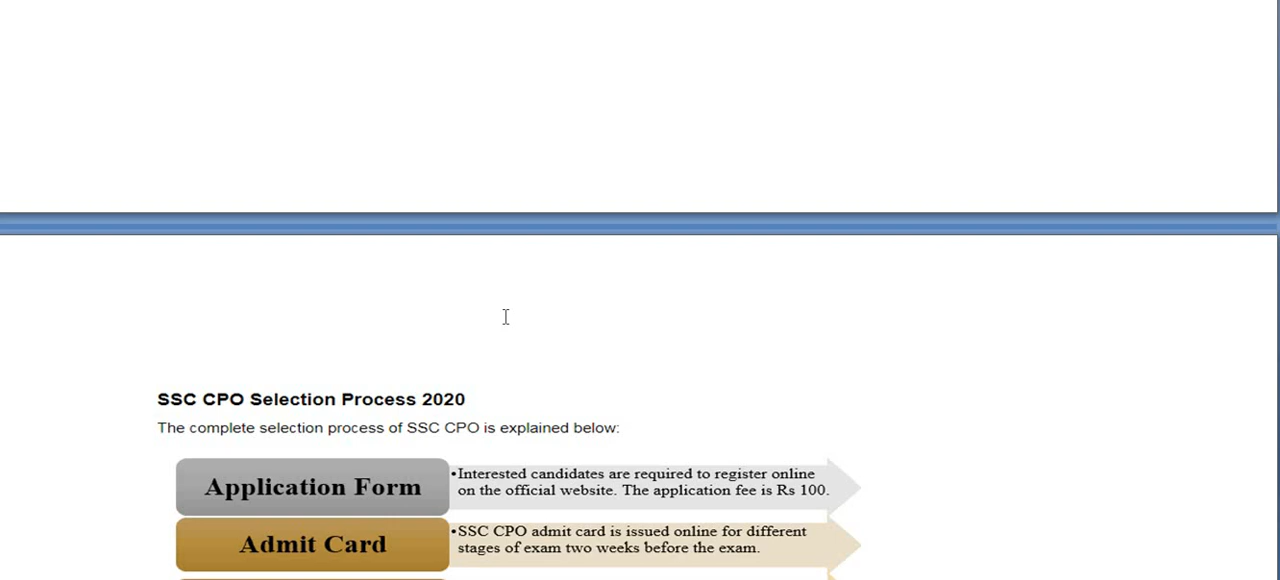 SSC CPO Selection Process 2020
The complete selection process of SSC CPO is explained below:
Application Form
•Interested candidates are required to register online
on the official website. The application fee is Rs 100.
Admit Card
•SSC CPO admit card is issued online for different
stages of exam two weeks before the exam.